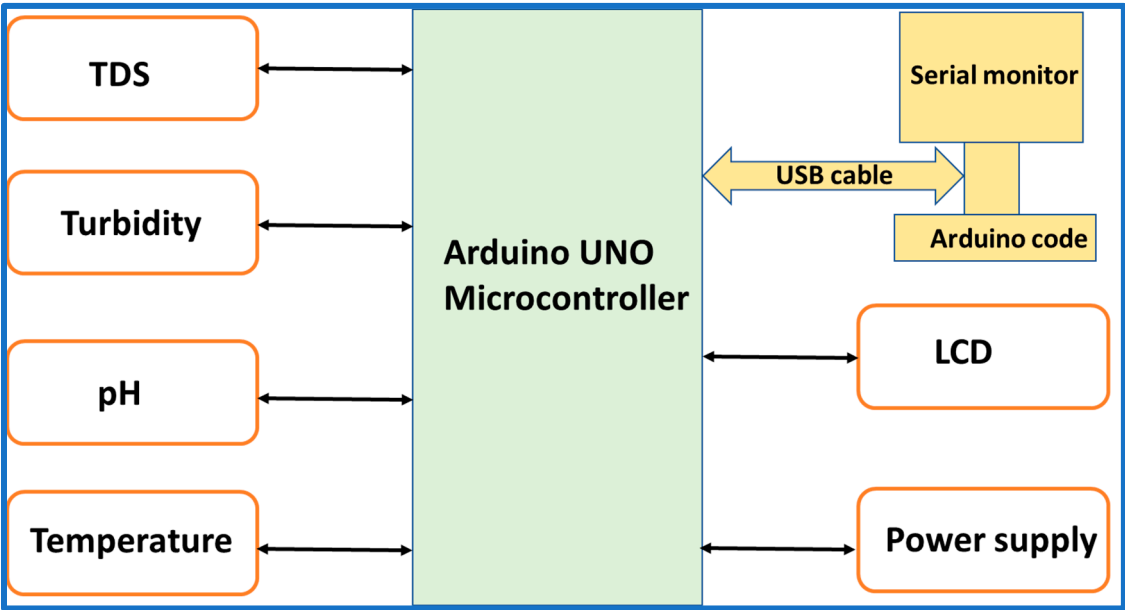 TDS
Turbidity
pH
Temperature
Arduino UNO
Microcontroller
Serial monitor
USB cable
Arduino code
LCD
Power supply